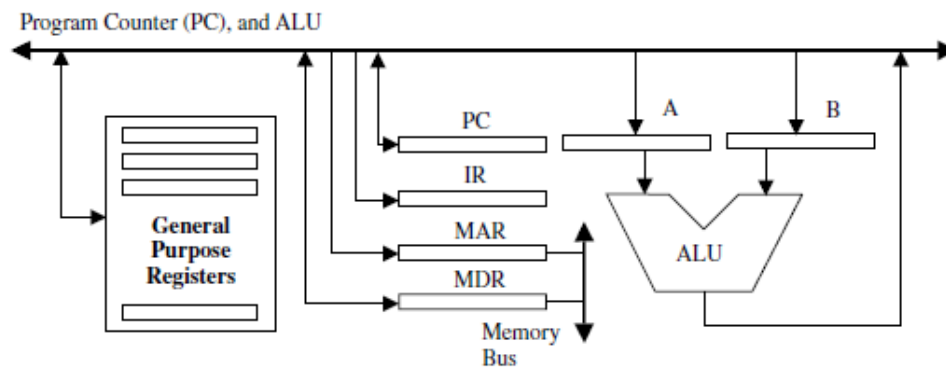 Program Counter (PC), and ALU
A
B
PC
IR
MAR
MDR
General
Purpose
Registers
ALU
Memory
Bus